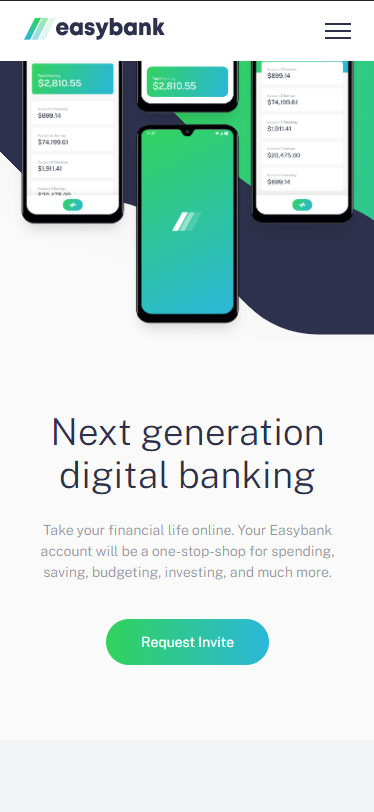 easybank
$2,810.55
$899.14
$74,199.61
$1,911.41
$2,810.55
$899.14
$74,199.61
$1,911.41
$20,475.00
$899.14
Next generation
digital banking
Take your financial life online. Your Easybank
account will be a one-stop-shop for spending,
saving, budgeting, investing, and much more.
Request Invite